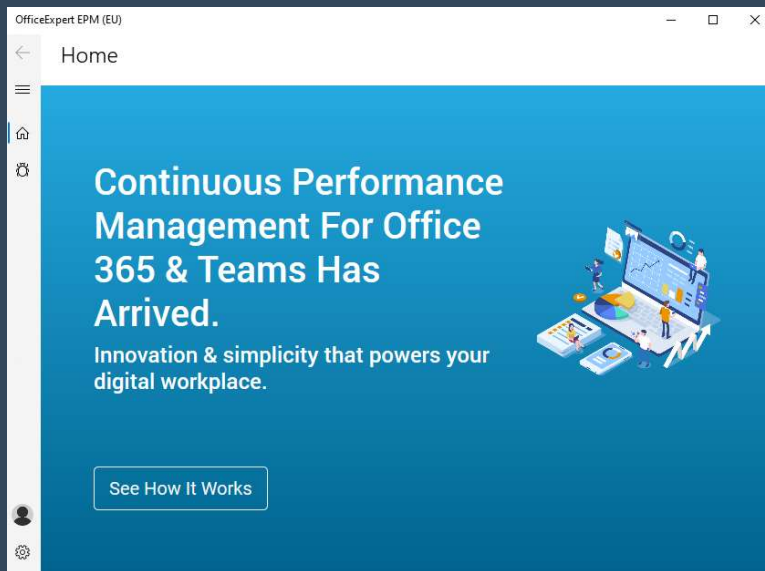 OfficeExpert EPM (EU)
Home
Continuous Performance
Management For Office
365 & Teams Has
Arrived.
Innovation & simplicity that powers your
digital workplace.
See How It Works